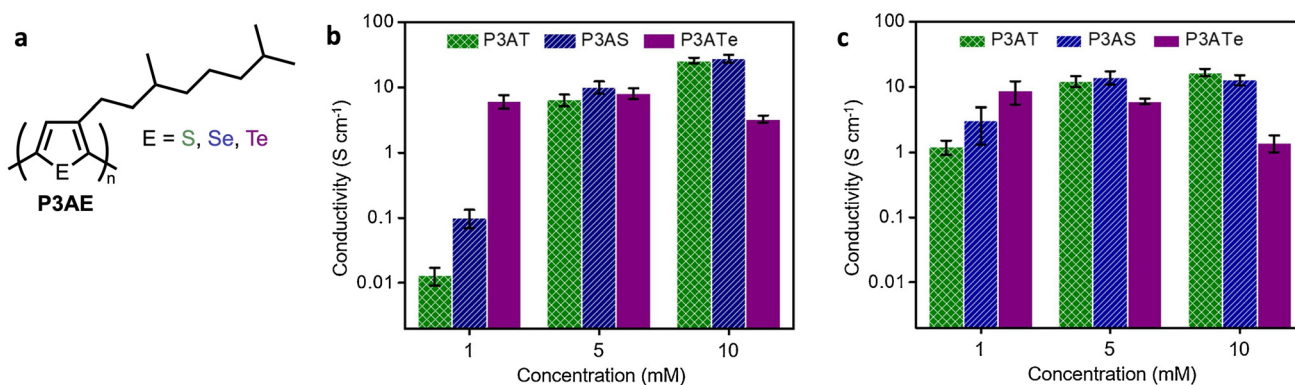 a
E = S, Se, Te
E
n
P3AE
b
P3AT P3AS P3ATe
Conductivity (S cm⁻¹)
100
10
1
0.1
0.01
1 5 10
Concentration (mM)
c
P3AT P3AS P3ATe
Conductivity (S cm⁻¹)
100
10
1
0.1
0.01
1 5 10
Concentration (mM)